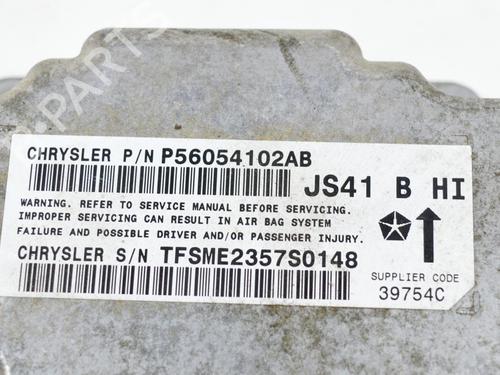 CHRYSLER P/N P56054102AB
JS41 B HI
WARNING. REFER TO SERVICE MANUAL BEFORE SERVICING.
IMPROPER SERVICING CAN RESULT IN AIR BAG SYSTEM
FAILURE AND POSSIBLE DRIVER AND/OR PASSENGER INJURY.
CHRYSLER S/N TFSME2357S0148
SUPPLIER CODE
39754C
B-PARTS